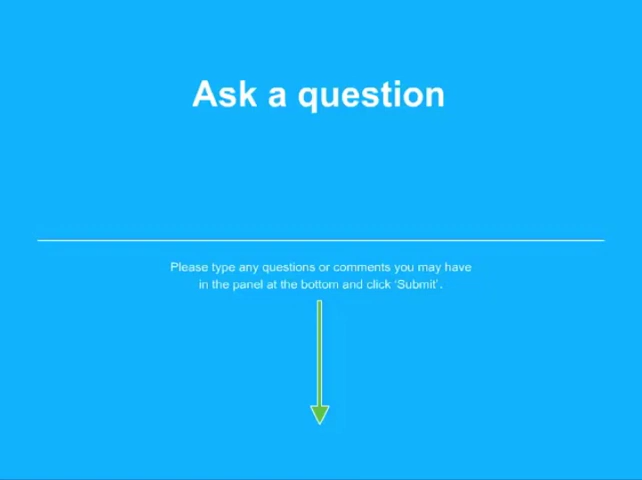 Ask a question
Please type any questions or comments you may have
in the panel at the bottom and click ‘Submit’.